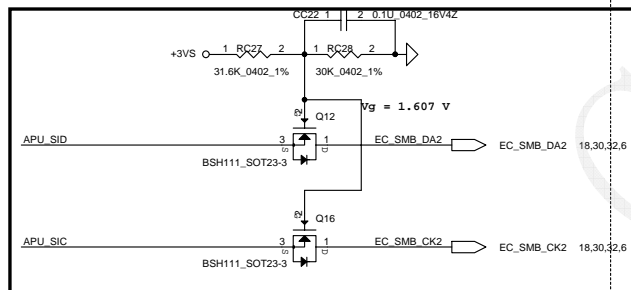 CC22 1 2 0.1U_0402_16V4Z
+3VS 1 RC27 2 1 RC28 2
31.6K_0402_1% 30K_0402_1%
Vg = 1.607 V
Q12
APU_SID 3 S 1 D EC_SMB_DA2 EC_SMB_DA2 18,30,32,6
BSH111_SOT23-3
Q16
APU_SIC 3 S 1 D EC_SMB_CK2 EC_SMB_CK2 18,30,32,6
BSH111_SOT23-3